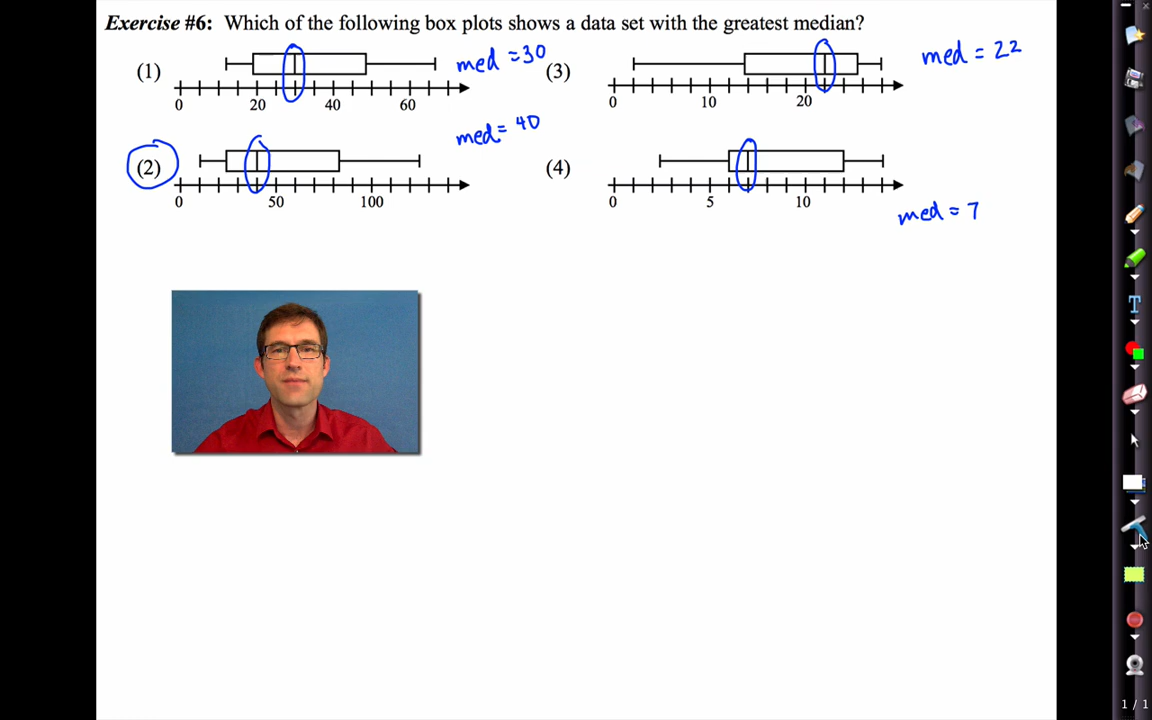 Exercise #6: Which of the following box plots shows a data set with the greatest median?
(1)
0 20 40 60
med = 30
(3)
0 10 20
med = 22
(2)
0 50 100
med = 40
(4)
0 5 10
med = 7
1 / 1